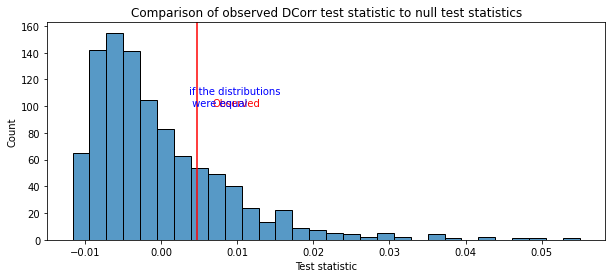 Comparison of observed DCorr test statistic to null test statistics
160
140
120
100
80
60
40
20
0
Count
if the distributions
were equal
Observed
−0.01 0.00 0.01 0.02 0.03 0.04 0.05
Test statistic